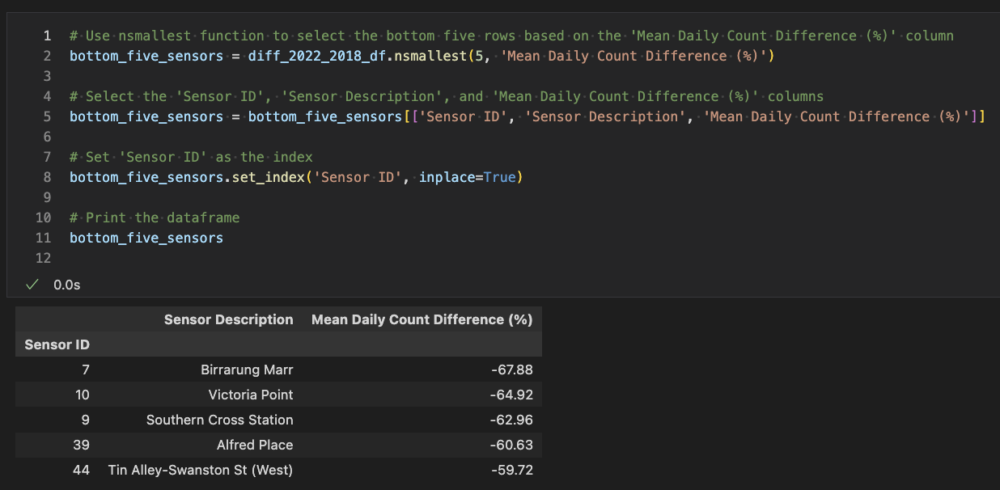 1 # Use nsmallest function to select the bottom five rows based on the 'Mean Daily Count Difference (%)' column
2 bottom_five_sensors = diff_2022_2018_df.nsmallest(5, 'Mean Daily Count Difference (%)')
3
4 # Select the 'Sensor ID', 'Sensor Description', and 'Mean Daily Count Difference (%)' columns
5 bottom_five_sensors = bottom_five_sensors[['Sensor ID', 'Sensor Description', 'Mean Daily Count Difference (%)']]
6
7 # Set 'Sensor ID' as the index
8 bottom_five_sensors.set_index('Sensor ID', inplace=True)
9
10 # Print the dataframe
11 bottom_five_sensors
12
0.0s
Sensor Description Mean Daily Count Difference (%)
Sensor ID
7 Birrarung Marr -67.88
10 Victoria Point -64.92
9 Southern Cross Station -62.96
39 Alfred Place -60.63
44 Tin Alley-Swanston St (West) -59.72